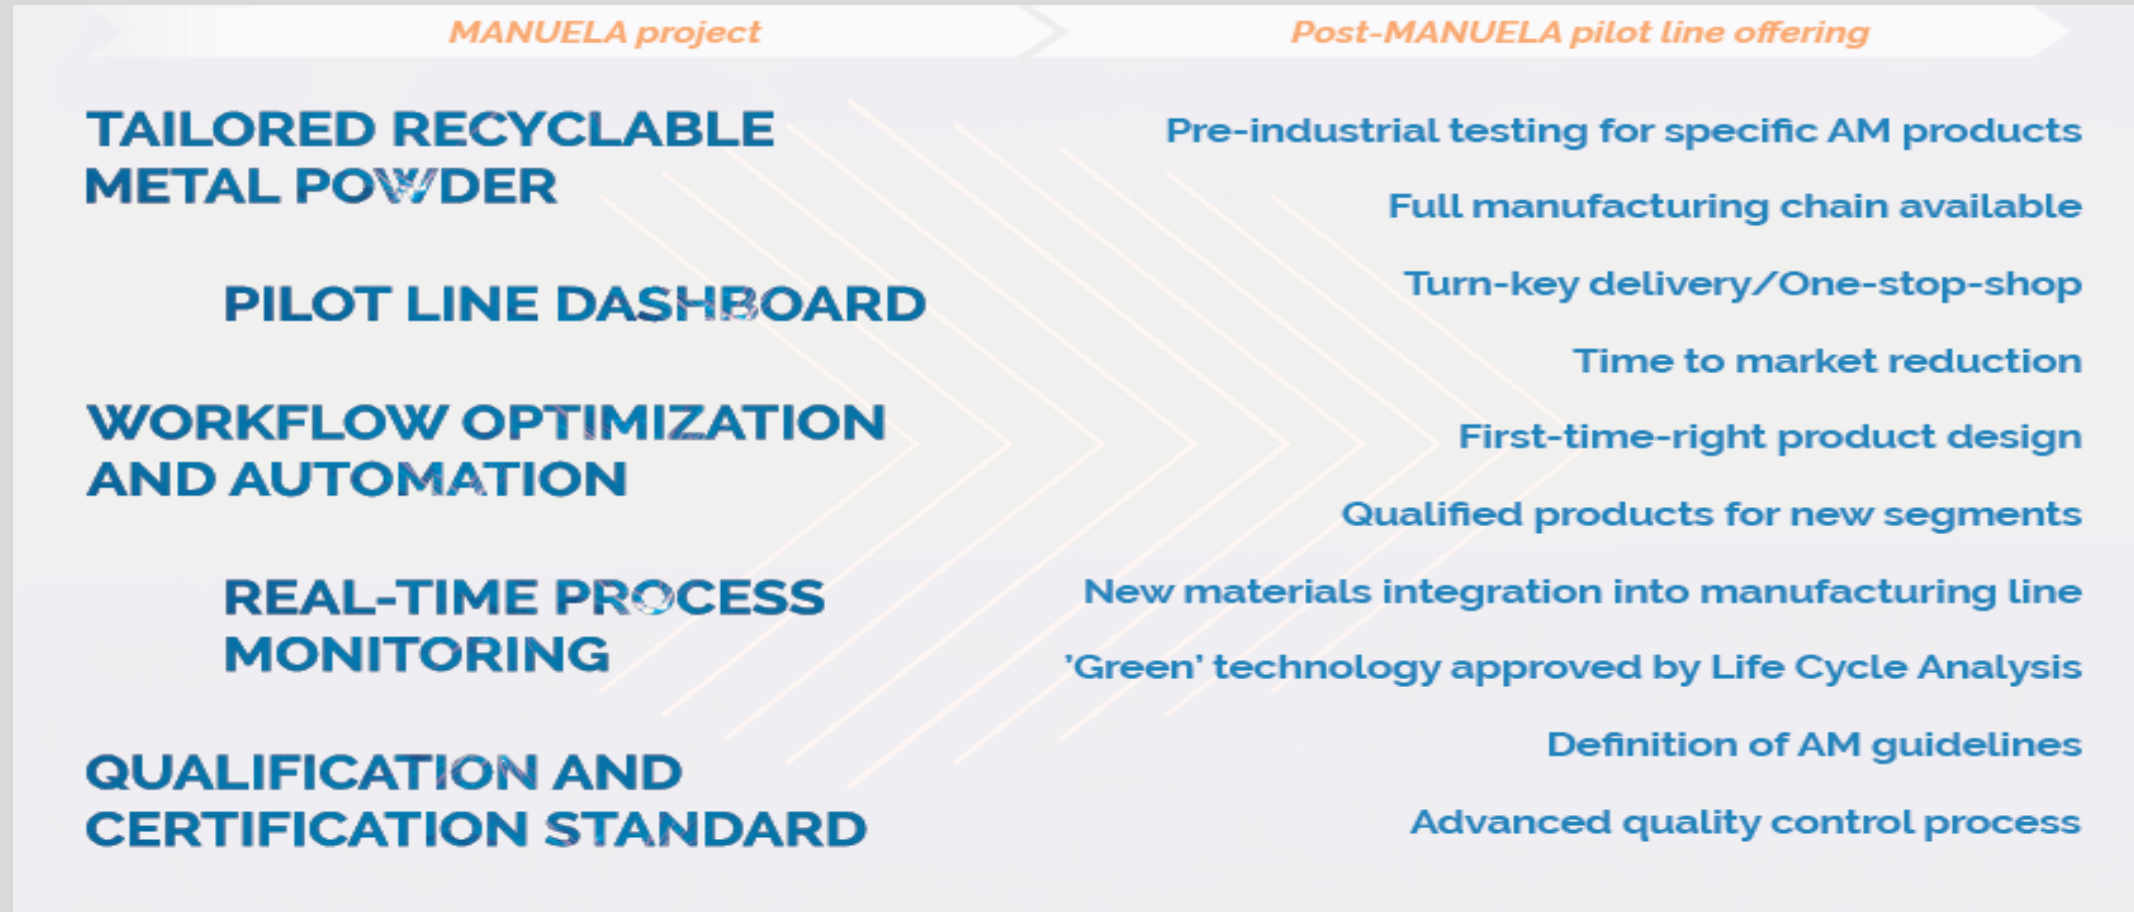 MANUELA project
Post-MANUELA pilot line offering
TAILORED RECYCLABLE
METAL POWDER
PILOT LINE DASHBOARD
WORKFLOW OPTIMIZATION
AND AUTOMATION
REAL-TIME PROCESS
MONITORING
QUALIFICATION AND
CERTIFICATION STANDARD
Pre-industrial testing for specific AM products
Full manufacturing chain available
Turn-key delivery/One-stop-shop
Time to market reduction
First-time-right product design
Qualified products for new segments
New materials integration into manufacturing line
'Green' technology approved by Life Cycle Analysis
Definition of AM guidelines
Advanced quality control process